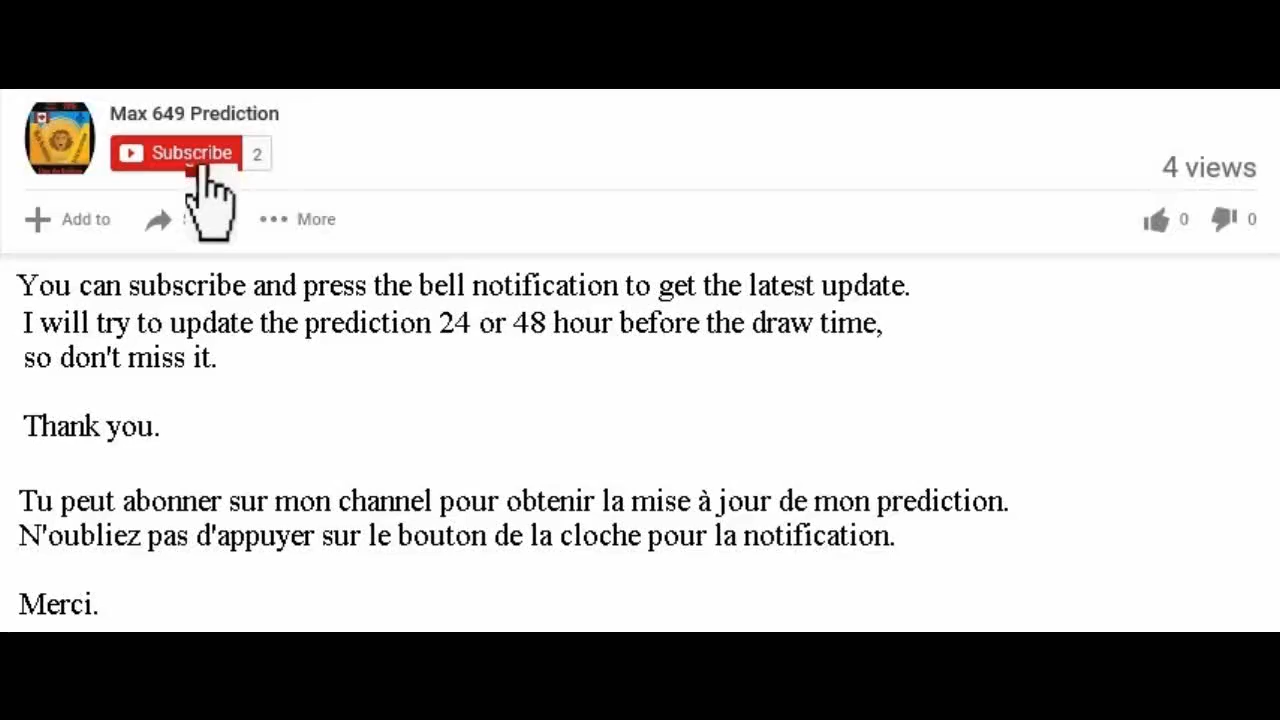 Max 649 Prediction
Subscribe 2
4 views
Add to
More
0 0
You can subscribe and press the bell notification to get the latest update.
I will try to update the prediction 24 or 48 hour before the draw time,
so don't miss it.
Thank you.
Tu peut abonner sur mon channel pour obtenir la mise à jour de mon prediction.
N'oubliez pas d'appuyer sur le bouton de la cloche pour la notification.
Merci.